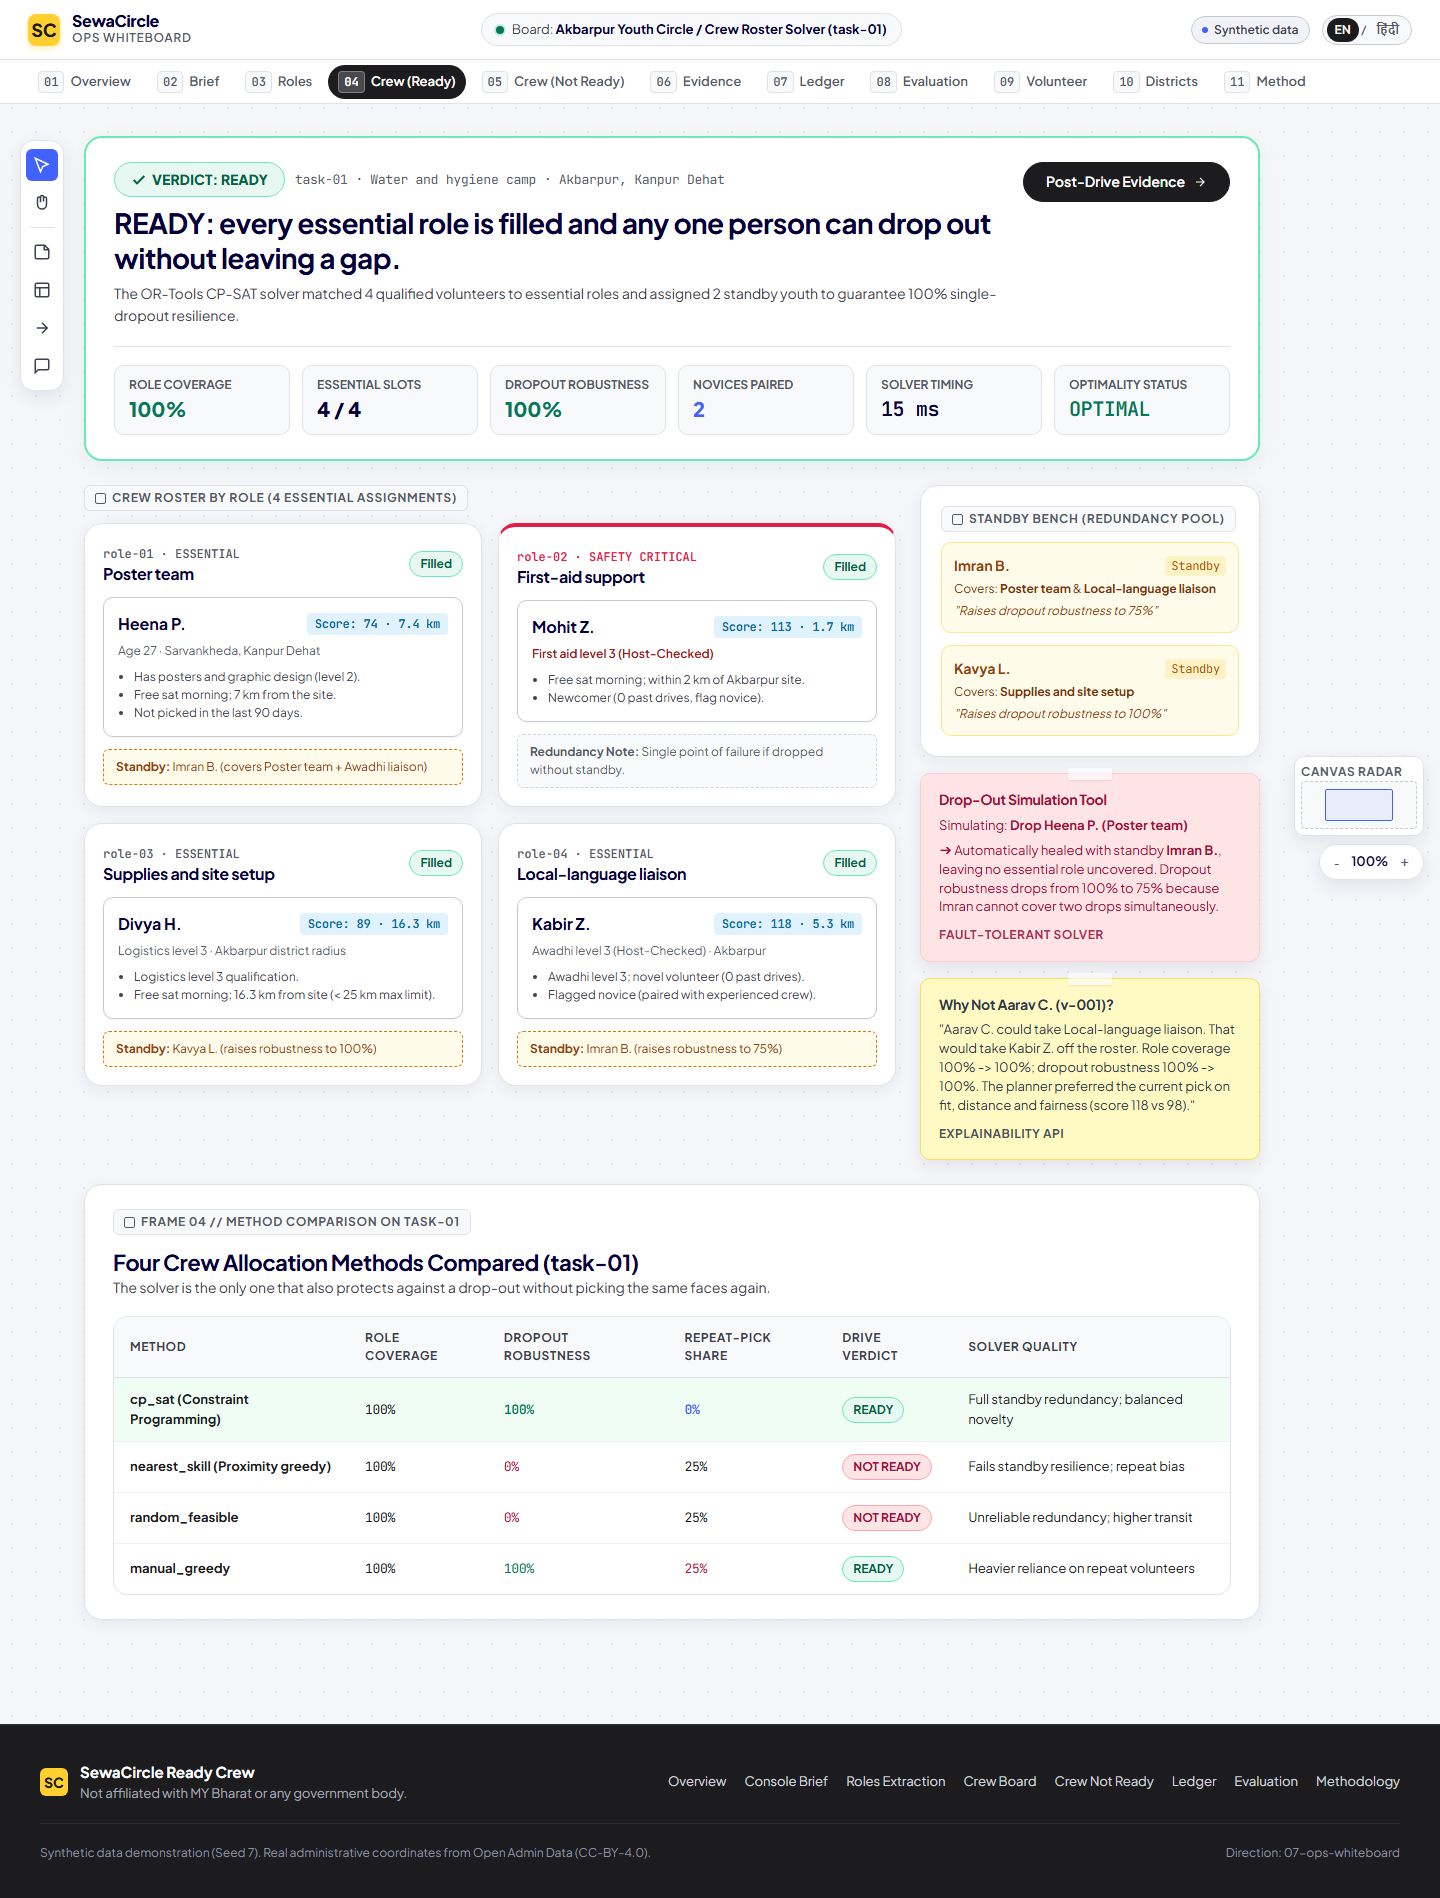 SC
SewaCircle
OPS WHITEBOARD
Board: Akbarpur Youth Circle / Crew Roster Solver (task-01)
Synthetic data
EN / हिंदी
01 Overview
02 Brief
03 Roles
04 Crew (Ready)
05 Crew (Not Ready)
06 Evidence
07 Ledger
08 Evaluation
09 Volunteer
10 Districts
11 Method
VERDICT: READY
task-01 · Water and hygiene camp · Akbarpur, Kanpur Dehat
Post-Drive Evidence →
READY: every essential role is filled and any one person can drop out
without leaving a gap.
The OR-Tools CP-SAT solver matched 4 qualified volunteers to essential roles and assigned 2 standby youth to guarantee 100% single-
dropout resilience.
ROLE COVERAGE
100%
ESSENTIAL SLOTS
4 / 4
DROPOUT ROBUSTNESS
100%
NOVICES PAIRED
2
SOLVER TIMING
15 ms
OPTIMALITY STATUS
OPTIMAL
CREW ROSTER BY ROLE (4 ESSENTIAL ASSIGNMENTS)
role-01 · ESSENTIAL
Poster team
Filled
Heena P.
Score: 74 · 7.4 km
Age 27 · Sarvankheda, Kanpur Dehat
• Has posters and graphic design (level 2).
• Free sat morning; 7 km from the site.
• Not picked in the last 90 days.
Standby: Imran B. (covers Poster team + Awadhi liaison)
role-02 · SAFETY CRITICAL
First-aid support
Filled
Mohit Z.
Score: 113 · 1.7 km
First aid level 3 (Host-Checked)
• Free sat morning; within 2 km of Akbarpur site.
• Newcomer (0 past drives, flag novice).
Redundancy Note: Single point of failure if dropped
without standby.
role-03 · ESSENTIAL
Supplies and site setup
Filled
Divya H.
Score: 89 · 16.3 km
Logistics level 3 · Akbarpur district radius
• Logistics level 3 qualification.
• Free sat morning; 16.3 km from site (< 25 km max limit).
Standby: Kavya L. (raises robustness to 100%)
role-04 · ESSENTIAL
Local-language liaison
Filled
Kabir Z.
Score: 118 · 5.3 km
Awadhi level 3 (Host-Checked) · Akbarpur
• Awadhi level 3; novel volunteer (0 past drives).
• Flagged novice (paired with experienced crew).
Standby: Imran B. (raises robustness to 75%)
STANDBY BENCH (REDUNDANCY POOL)
Imran B.
Standby
Covers: Poster team & Local-language liaison
"Raises dropout robustness to 75%"
Kavya L.
Standby
Covers: Supplies and site setup
"Raises dropout robustness to 100%"
Drop-Out Simulation Tool
Simulating: Drop Heena P. (Poster team)
➔ Automatically healed with standby Imran B.,
leaving no essential role uncovered. Dropout
robustness drops from 100% to 75% because
Imran cannot cover two drops simultaneously.
FAULT-TOLERANT SOLVER
Why Not Aarav C. (v-001)?
"Aarav C. could take Local-language liaison. That
would take Kabir Z. off the roster. Role coverage
100% -> 100%; dropout robustness 100% ->
100%. The planner preferred the current pick on
fit, distance and fairness (score 118 vs 98)."
EXPLAINABILITY API
CANVAS RADAR
- 100% +
FRAME 04 // METHOD COMPARISON ON TASK-01
Four Crew Allocation Methods Compared (task-01)
The solver is the only one that also protects against a drop-out without picking the same faces again.
METHOD
ROLE
COVERAGE
DROPOUT
ROBUSTNESS
REPEAT-PICK
SHARE
DRIVE
VERDICT
SOLVER QUALITY
cp_sat (Constraint
Programming)
100%
100%
0%
READY
Full standby redundancy; balanced
novelty
nearest_skill (Proximity greedy)
100%
0%
25%
NOT READY
Fails standby resilience; repeat bias
random_feasible
100%
0%
25%
NOT READY
Unreliable redundancy; higher transit
manual_greedy
100%
100%
25%
READY
Heavier reliance on repeat volunteers
SC
SewaCircle Ready Crew
Not affiliated with MY Bharat or any government body.
Overview
Console Brief
Roles Extraction
Crew Board
Crew Not Ready
Ledger
Evaluation
Methodology
Synthetic data demonstration (Seed 7). Real administrative coordinates from Open Admin Data (CC-BY-4.0).
Direction: 07-ops-whiteboard